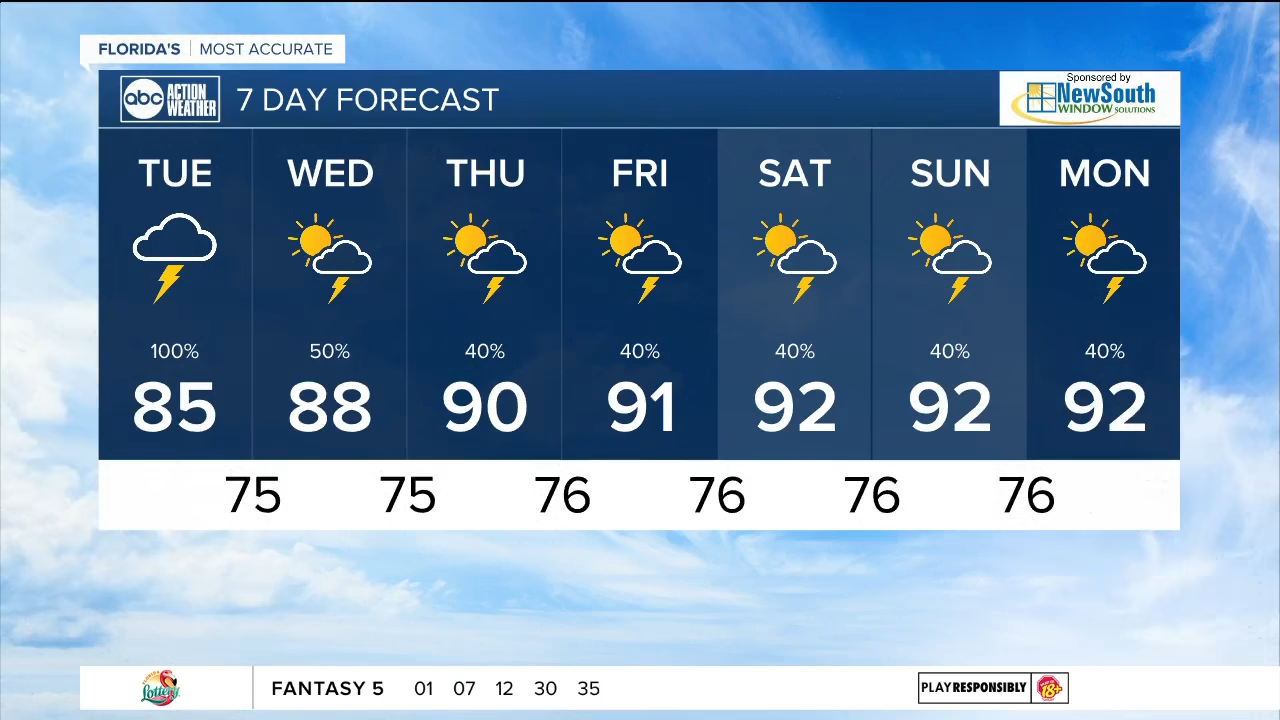 FLORIDA'S | MOST ACCURATE
abc ACTION WEATHER
7 DAY FORECAST
Sponsored by
NewSouth
WINDOW SOLUTIONS
TUE WED THU FRI SAT SUN MON
100% 50% 40% 40% 40% 40% 40%
85 88 90 91 92 92 92
75 75 76 76 76 76
FLORIDA Lottery
FANTASY 5 01 07 12 30 35
PLAY RESPONSIBLY 18+